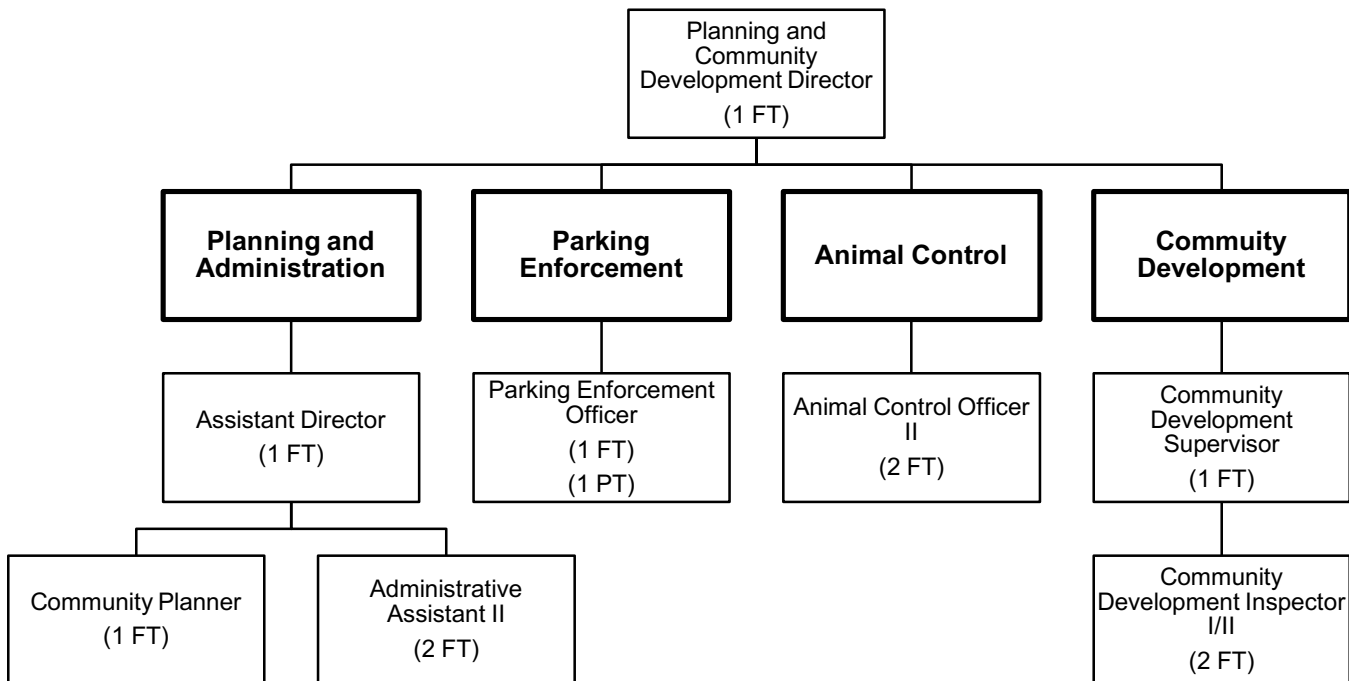 Planning and
Community
Development Director
(1 FT)
Planning and
Administration
Parking
Enforcement
Animal Control
Commuity
Development
Assistant Director
(1 FT)
Parking Enforcement
Officer
(1 FT)
(1 PT)
Animal Control Officer
II
(2 FT)
Community
Development
Supervisor
(1 FT)
Community Planner
(1 FT)
Administrative
Assistant II
(2 FT)
Community
Development Inspector
I/II
(2 FT)